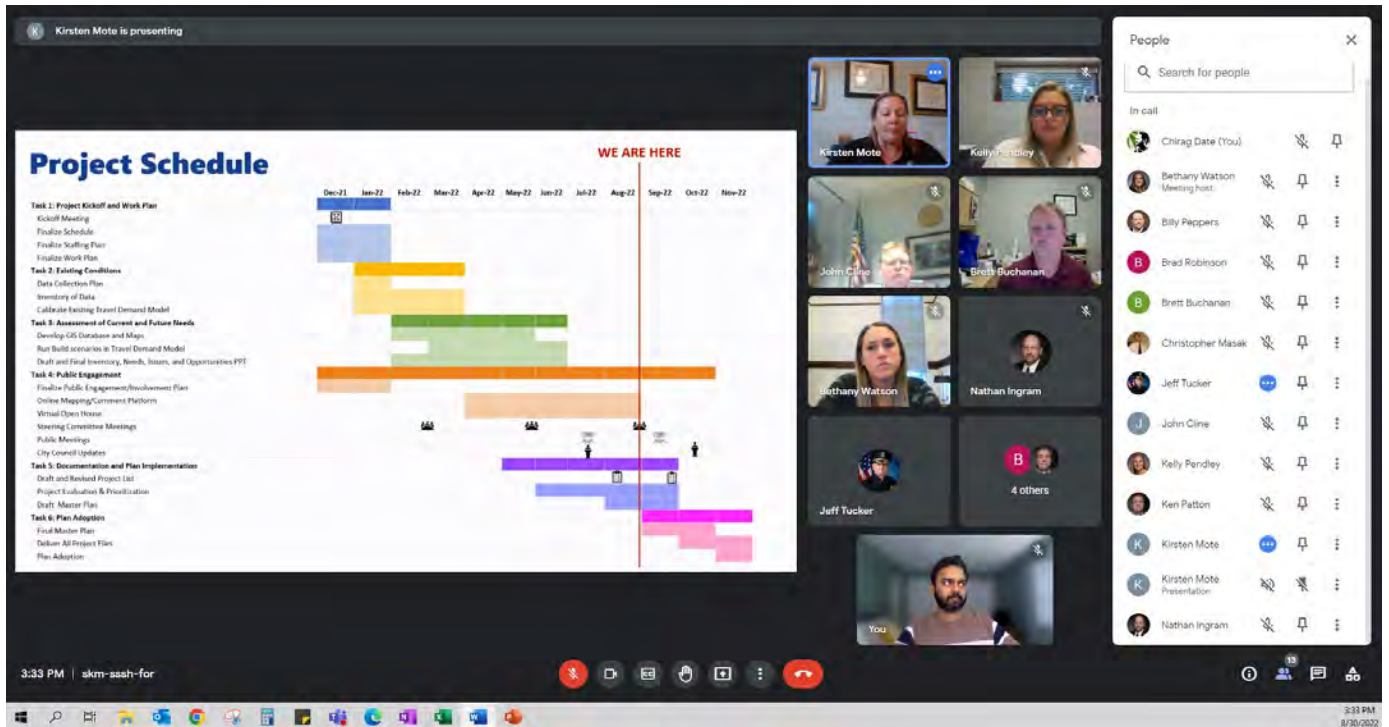 K Kirsten Mote is presenting
Project Schedule
WE ARE HERE
Dec-21 Jan-22 Feb-22 Mar-22 Apr-22 May-22 Jun-22 Jul-22 Aug-22 Sep-22 Oct-22 Nov-22
Task 1: Project Kickoff and Work Plan
Kickoff Meeting
Finalize Schedule
Finalize Staffing Plan
Finalize Work Plan
Task 2: Existing Conditions
Data Collection Plan
Inventory of Data
Calibrate Existing Travel Demand Model
Task 3: Assessment of Current and Future Needs
Develop GIS Database and Maps
Run Build scenarios in Travel Demand Model
Draft and Final Inventory, Needs, Issues, and Opportunities PPT
Task 4: Public Engagement
Finalize Public Engagement/Involvement Plan
Online Mapping/Comment Platform
Virtual Open House
Steering Committee Meetings
Public Meetings
City Council Updates
Task 5: Documentation and Plan Implementation
Draft and Revised Project List
Project Evaluation & Prioritization
Draft Master Plan
Task 6: Plan Adoption
Final Master Plan
Deliver All Project Files
Plan Adoption
Kirsten Mote
Kelly Pendley
John Cline
Brett Buchanan
Bethany Watson
Nathan Ingram
Jeff Tucker
B
4 others
You
People
Search for people
In call
Chirag Date (You)
Bethany Watson
Meeting host
Billy Peppers
B Brad Robinson
B Brett Buchanan
Christopher Masak
Jeff Tucker
J John Cline
Kelly Pendley
Ken Patton
K Kirsten Mote
K Kirsten Mote
Presentation
Nathan Ingram
3:33 PM | skm-sssh-for
13
3:33 PM
8/30/2022